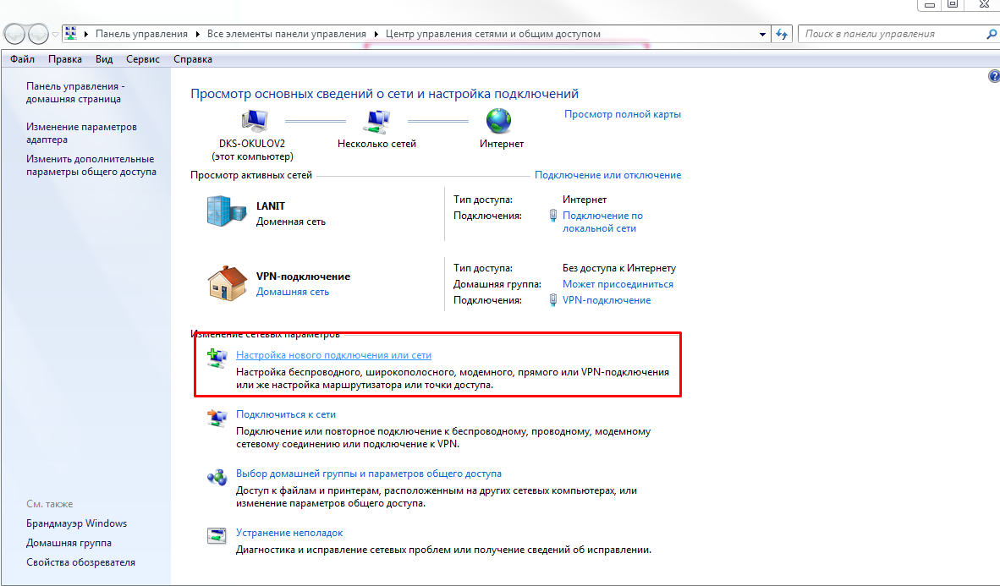 Панель управления ▸ Все элементы панели управления ▸ Центр управления сетями и общим доступом
Поиск в панели управления
Файл Правка Вид Сервис Справка
Панель управления -
домашняя страница
Изменение параметров
адаптера
Изменить дополнительные
параметры общего доступа
См. также
Брандмауэр Windows
Домашняя группа
Свойства обозревателя
Просмотр основных сведений о сети и настройка подключений
DKS-OKULOV2
(этот компьютер)
Несколько сетей
Интернет
Просмотр полной карты
Просмотр активных сетей
Подключение или отключение
LANIT
Доменная сеть
Тип доступа: Интернет
Подключения: Подключение по
локальной сети
VPN-подключение
Домашняя сеть
Тип доступа: Без доступа к Интернету
Домашняя группа: Может присоединиться
Подключения: VPN-подключение
Изменение сетевых параметров
Настройка нового подключения или сети
Настройка беспроводного, широкополосного, модемного, прямого или VPN-подключения
или же настройка маршрутизатора или точки доступа.
Подключиться к сети
Подключение или повторное подключение к беспроводному, проводному, модемному
сетевому соединению или подключение к VPN.
Выбор домашней группы и параметров общего доступа
Доступ к файлам и принтерам, расположенным на других сетевых компьютерах, или
изменение параметров общего доступа.
Устранение неполадок
Диагностика и исправление сетевых проблем или получение сведений об исправлении.